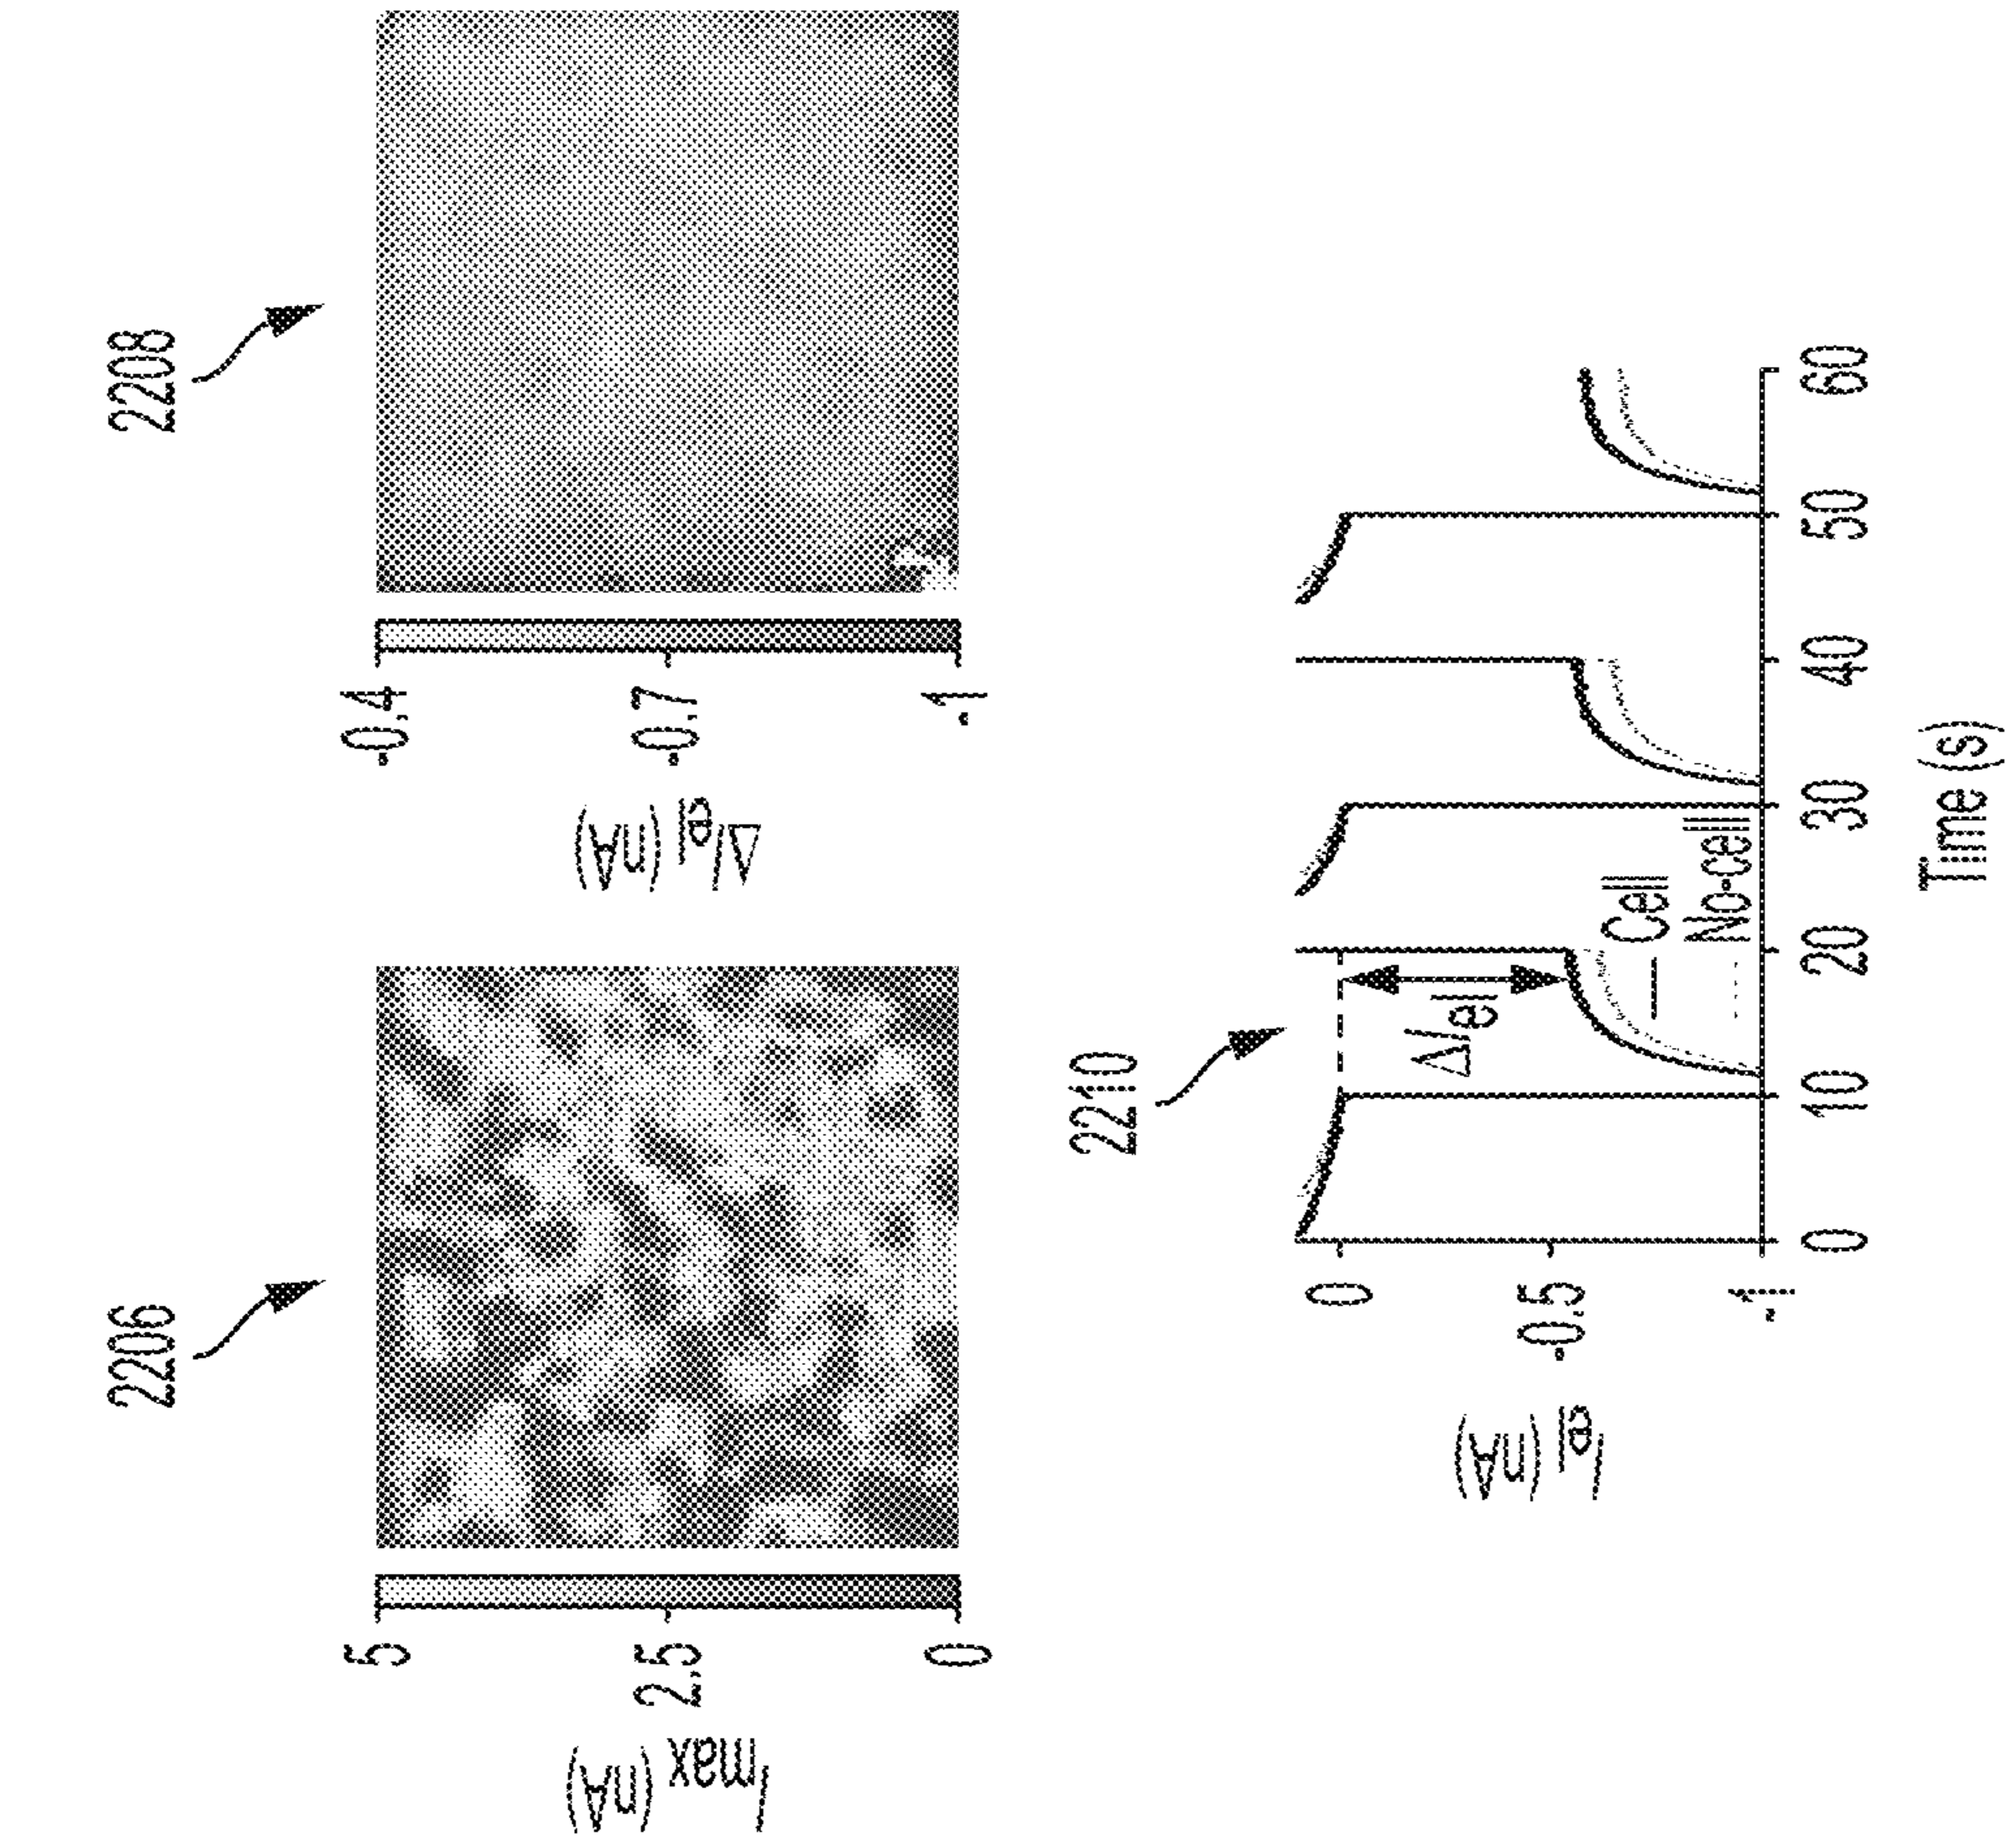 2206
5
2.5
0
Imax (nA)
2208
-0.4
-0.7
-1
ΔIel (nA)
2210
0
-0.5
-1
Iel (nA)
ΔIel
Cell
No-cell
0 10 20 30 40 50 60
Time (s)